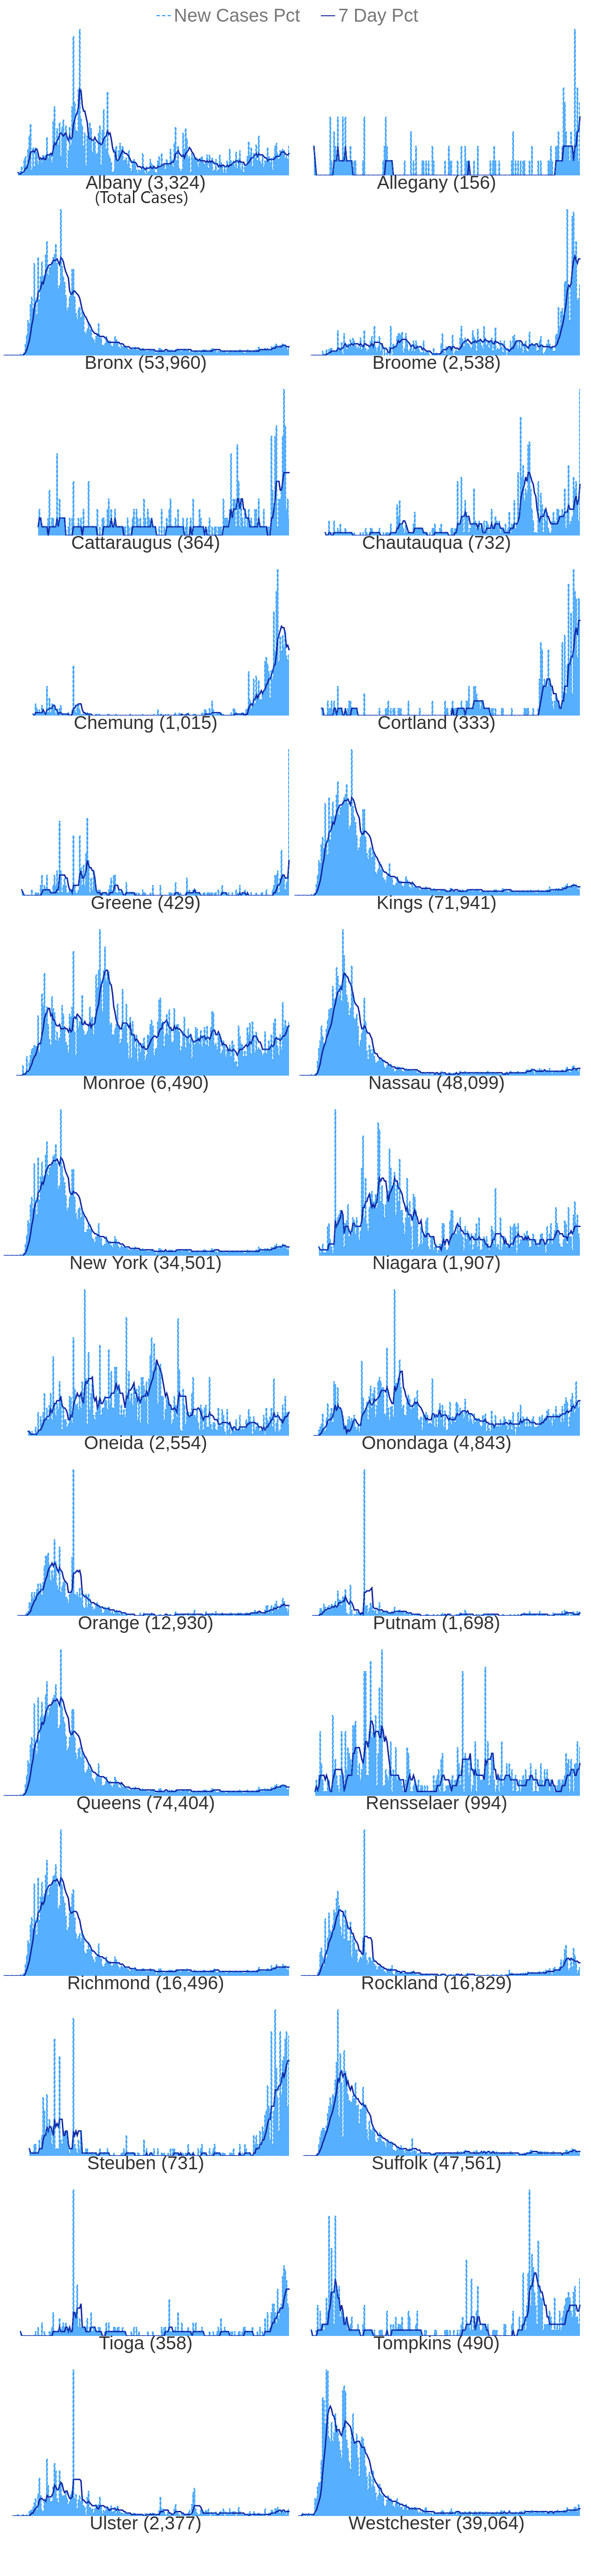 New Cases Pct 7 Day Pct
Albany (3,324) Allegany (156)
(Total Cases)
Bronx (53,960) Broome (2,538)
Cattaraugus (364) Chautauqua (732)
Chemung (1,015) Cortland (333)
Greene (429) Kings (71,941)
Monroe (6,490) Nassau (48,099)
New York (34,501) Niagara (1,907)
Oneida (2,554) Onondaga (4,843)
Orange (12,930) Putnam (1,698)
Queens (74,404) Rensselaer (994)
Richmond (16,496) Rockland (16,829)
Steuben (731) Suffolk (47,561)
Tioga (358) Tompkins (490)
Ulster (2,377) Westchester (39,064)